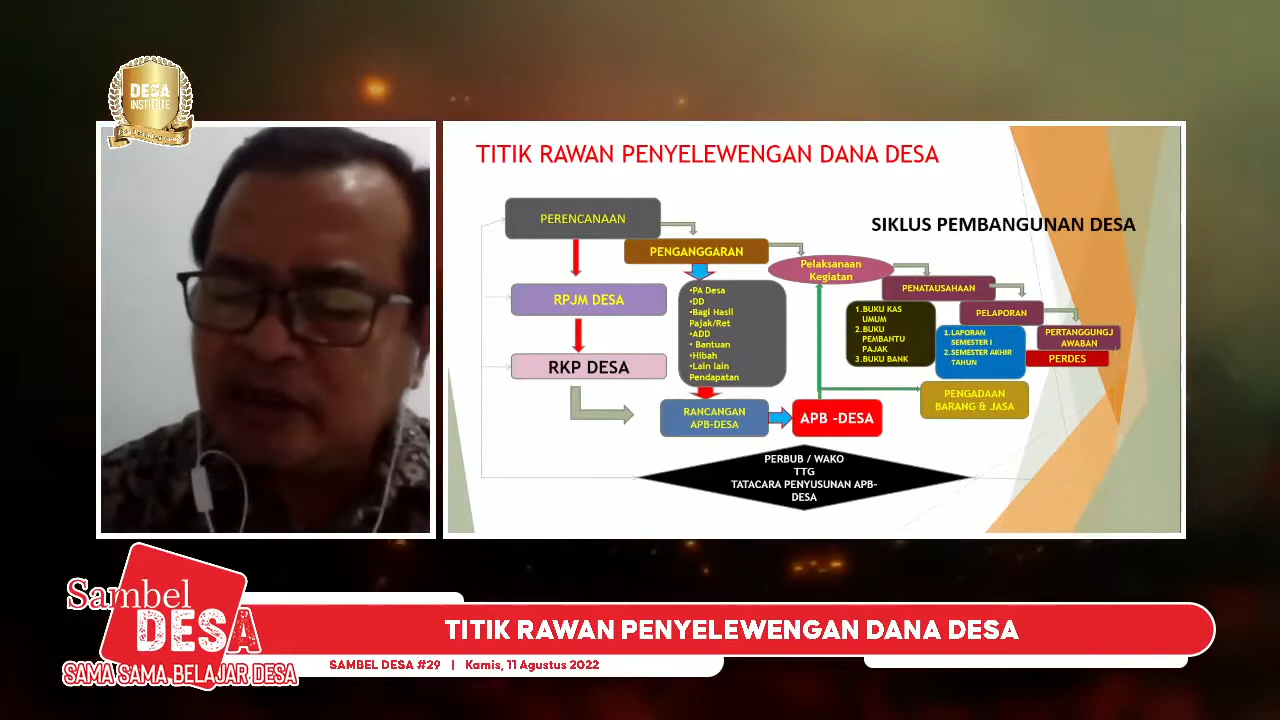 DESA
INSTITUTE
TITIK RAWAN PENYELEWENGAN DANA DESA
SIKLUS PEMBANGUNAN DESA
PERENCANAAN
PENGANGGARAN
Pelaksanaan
Kegiatan
PENATAUSAHAAN
PELAPORAN
PERTANGGUNGJ
AWABAN
PERDES
RPJM DESA
RKP DESA
•PA Desa
•DD
•Bagi Hasil
Pajak/Ret
•ADD
• Bantuan
•Hibah
•Lain lain
Pendapatan
1.BUKU KAS
UMUM
2.BUKU
PEMBANTU
PAJAK
3.BUKU BANK
1. LAPORAN
SEMESTER I
2.SEMESTER AKHIR
TAHUN
PENGADAAN
BARANG & JASA
RANCANGAN
APB-DESA
APB -DESA
PERBUB / WAKO
TTG
TATACARA PENYUSUNAN APB-
DESA
Sambel
DESA
SAMA SAMA BELAJAR DESA
TITIK RAWAN PENYELEWENGAN DANA DESA
SAMBEL DESA #29 | Kamis, 11 Agustus 2022